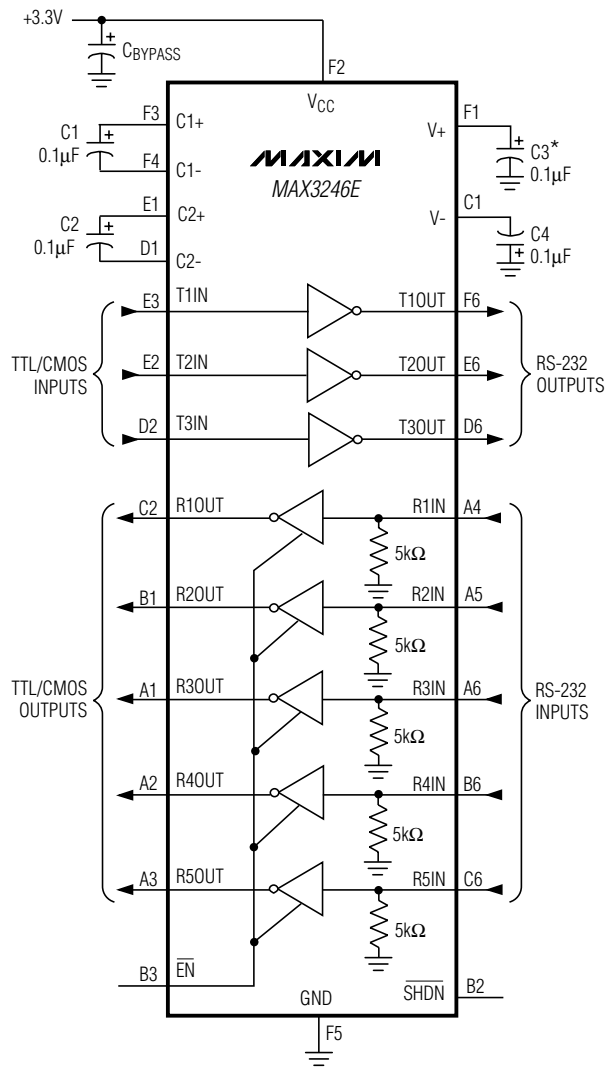 +3.3V
CBYPASS
F2
VCC
F3
C1+
C1
0.1µF
F4
C1-
E1
C2+
C2
0.1µF
D1
C2-
MAXIM
MAX3246E
F1
V+
C3*
0.1µF
C1
V-
C4
0.1µF
TTL/CMOS
INPUTS
E3 T1IN T1OUT F6
E2 T2IN T2OUT E6
D2 T3IN T3OUT D6
RS-232
OUTPUTS
C2 R1OUT R1IN A4
5kΩ
B1 R2OUT R2IN A5
5kΩ
TTL/CMOS
OUTPUTS
A1 R3OUT R3IN A6
5kΩ
RS-232
INPUTS
A2 R4OUT R4IN B6
5kΩ
A3 R5OUT R5IN C6
5kΩ
B3 E̅N̅
S̅H̅D̅N̅ B2
GND
F5
+
+
+
+
+